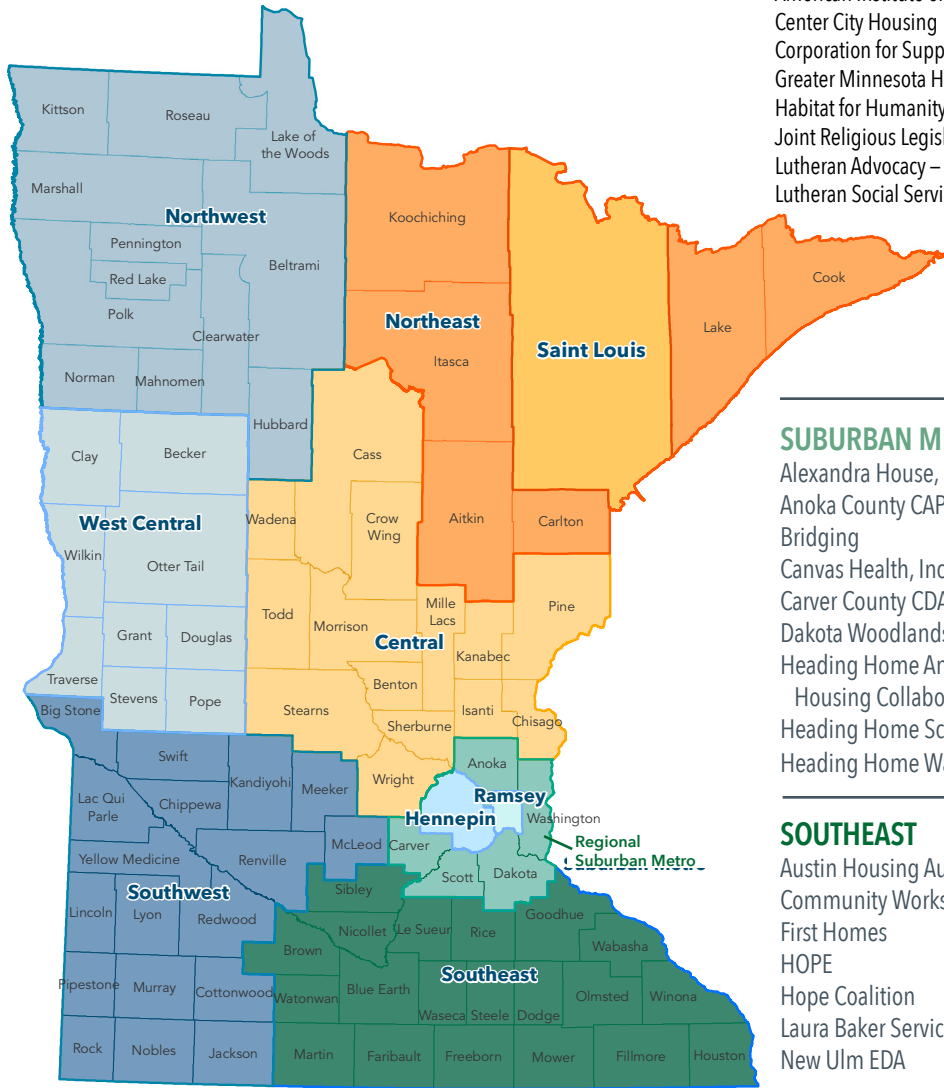 Center City Housing
Corporation for Supp
Greater Minnesota H
Habitat for Humanity
Joint Religious Legisl
Lutheran Advocacy –
Lutheran Social Servi
Kittson
Roseau
Lake of
the Woods
Marshall
Northwest
Koochiching
Pennington
Beltrami
Red Lake
Cook
Polk
Northeast
Lake
Clearwater
Saint Louis
Itasca
Norman
Mahnomen
Hubbard
Clay
Becker
Cass
West Central
Wadena
Crow
Wing
Aitkin
Carlton
Wilkin
Otter Tail
Todd
Morrison
Mille
Lacs
Pine
Grant
Douglas
Central
Kanabec
Traverse
Stevens
Pope
Benton
Big Stone
Stearns
Sherburne
Isanti
Chisago
Swift
Anoka
Kandiyohi
Meeker
Wright
Lac Qui
Parle
Chippewa
Ramsey
Hennepin
Washington
McLeod
Carver
Regional
Suburban Metro
Yellow Medicine
Renville
Scott
Dakota
Southwest
Sibley
Lincoln
Lyon
Redwood
Nicollet
Le Sueur
Rice
Goodhue
Brown
Wabasha
Southeast
Pipestone
Murray
Cottonwood
Watonwan
Blue Earth
Waseca
Steele
Dodge
Olmsted
Winona
Rock
Nobles
Jackson
Martin
Faribault
Freeborn
Mower
Fillmore
Houston
SUBURBAN M
Alexandra House,
Anoka County CAP
Bridging
Canvas Health, Inc
Carver County CDA
Dakota Woodlands
Heading Home An
Housing Collabo
Heading Home Sc
Heading Home Wa
SOUTHEAST
Austin Housing Au
Community Works
First Homes
HOPE
Hope Coalition
Laura Baker Servic
New Ulm EDA